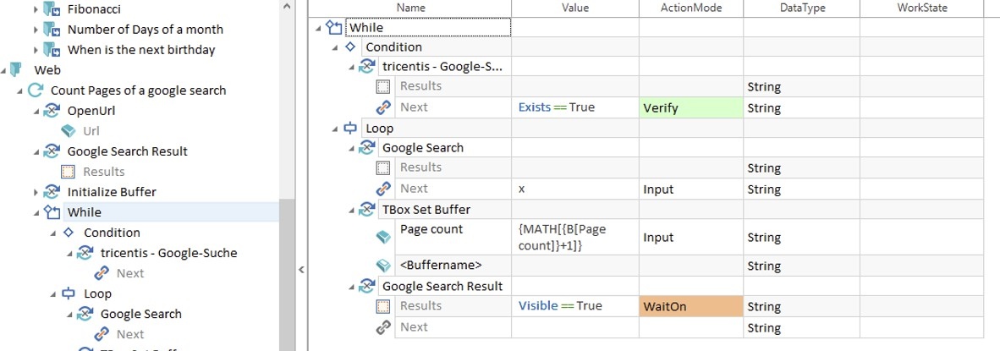 Fibonacci
Number of Days of a month
When is the next birthday
Web
Count Pages of a google search
OpenUrl
Url
Google Search Result
Results
Initialize Buffer
While
Condition
tricentis - Google-Suche
Next
Loop
Google Search
Next
Name Value ActionMode DataType WorkState
While
Condition
tricentis - Google-S...
Results String
Next Exists == True Verify String
Loop
Google Search
Results String
Next x Input String
TBox Set Buffer
Page count {MATH[{B[Page
count]}+1]} Input String
<Buffername> String
Google Search Result
Results Visible == True WaitOn String
Next String